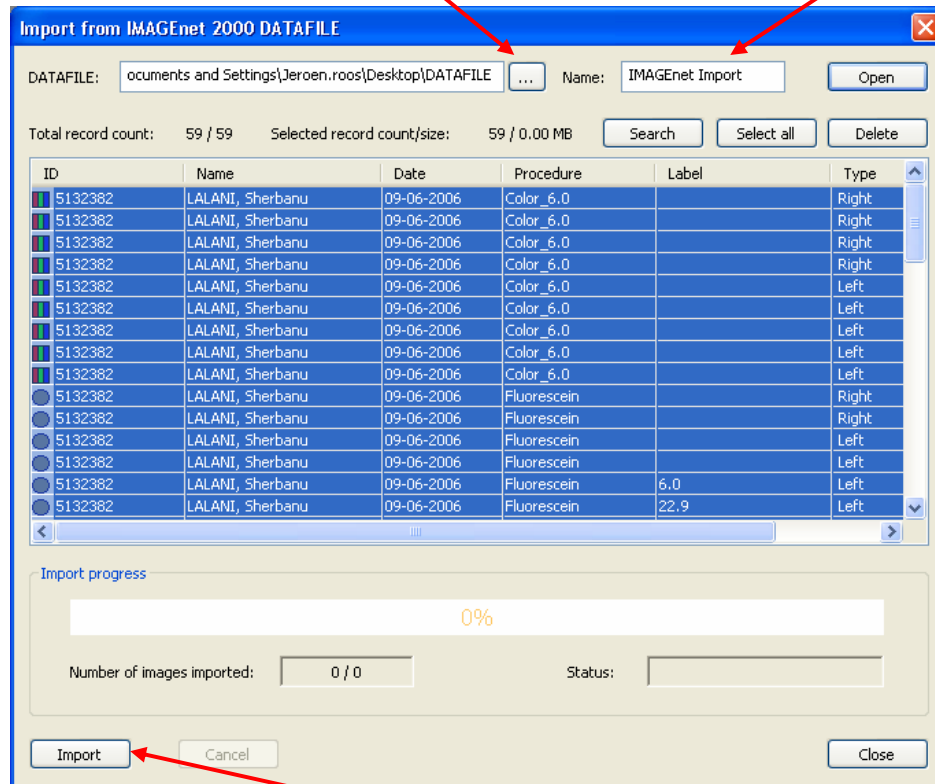 Import from IMAGEnet 2000 DATAFILE
DATAFILE: ocuments and Settings\Jeroen.roos\Desktop\DATAFILE ... Name: IMAGEnet Import Open
Total record count: 59 / 59 Selected record count/size: 59 / 0.00 MB Search Select all Delete
ID Name Date Procedure Label Type
5132382 LALANI, Sherbanu 09-06-2006 Color_6.0 Right
5132382 LALANI, Sherbanu 09-06-2006 Color_6.0 Right
5132382 LALANI, Sherbanu 09-06-2006 Color_6.0 Right
5132382 LALANI, Sherbanu 09-06-2006 Color_6.0 Right
5132382 LALANI, Sherbanu 09-06-2006 Color_6.0 Left
5132382 LALANI, Sherbanu 09-06-2006 Color_6.0 Left
5132382 LALANI, Sherbanu 09-06-2006 Color_6.0 Left
5132382 LALANI, Sherbanu 09-06-2006 Color_6.0 Left
5132382 LALANI, Sherbanu 09-06-2006 Color_6.0 Left
5132382 LALANI, Sherbanu 09-06-2006 Fluorescein Right
5132382 LALANI, Sherbanu 09-06-2006 Fluorescein Right
5132382 LALANI, Sherbanu 09-06-2006 Fluorescein Left
5132382 LALANI, Sherbanu 09-06-2006 Fluorescein Left
5132382 LALANI, Sherbanu 09-06-2006 Fluorescein 6.0 Left
5132382 LALANI, Sherbanu 09-06-2006 Fluorescein 22.9 Left
Import progress
0%
Number of images imported: 0 / 0 Status:
Import Cancel Close